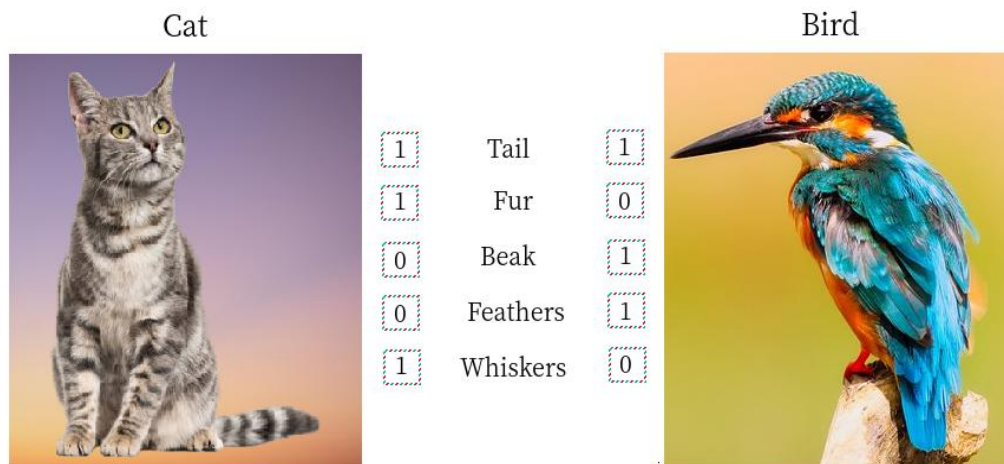 Cat
Bird
1 Tail 1
1 Fur 0
0 Beak 1
0 Feathers 1
1 Whiskers 0